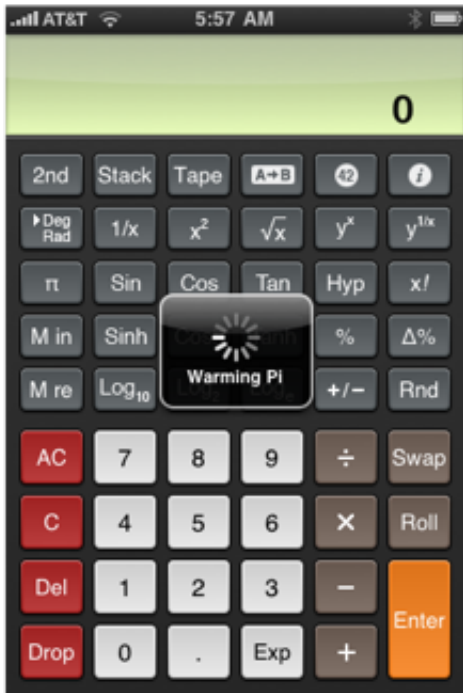 AT&T 5:57 AM
0
2nd Stack Tape A→B 42 i
▸Deg Rad 1/x x² √x yˣ y¹/ˣ
π Sin Cos Tan Hyp x!
M in Sinh % Δ%
Warming Pi
M re Log₁₀ +/− Rnd
AC 7 8 9 ÷ Swap
C 4 5 6 × Roll
Del 1 2 3 −
Enter
Drop 0 . Exp +